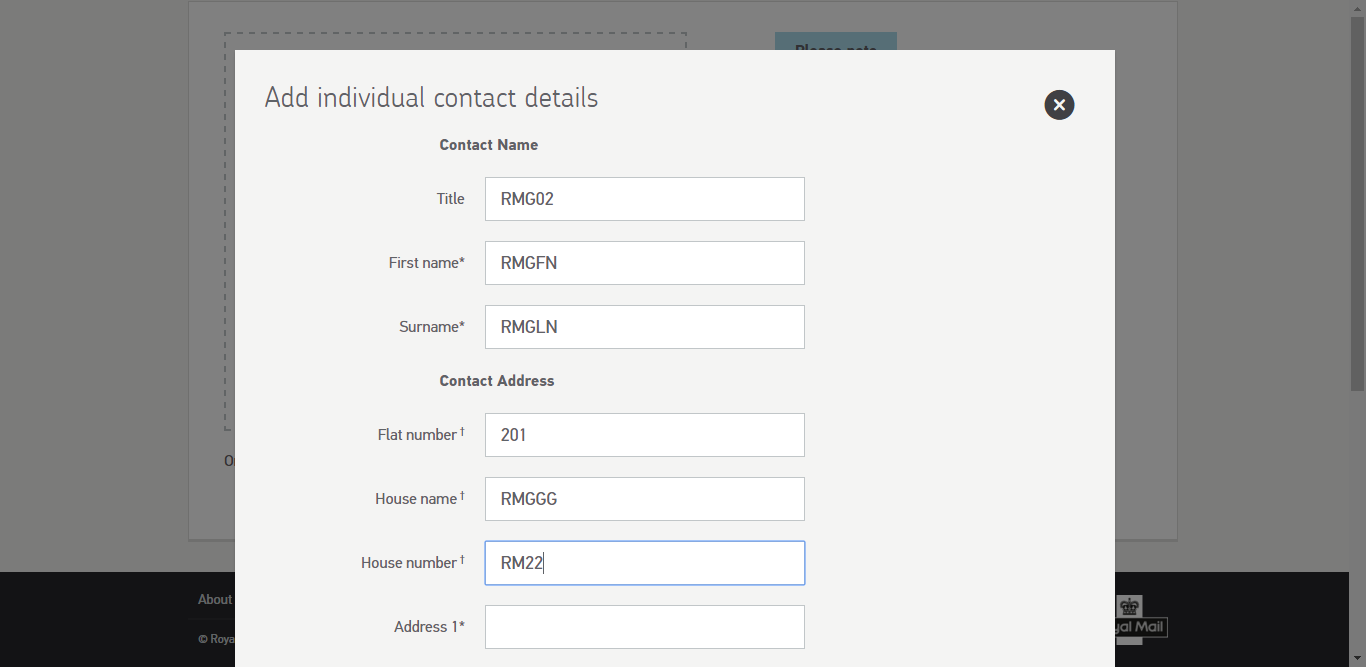 Please note
Add individual contact details
Contact Name
Title RMG02
First name* RMGFN
Surname* RMGLN
Contact Address
Flat number † 201
House name † RMGGG
House number † RM22
Address 1*
About
© Roya
yal Mail